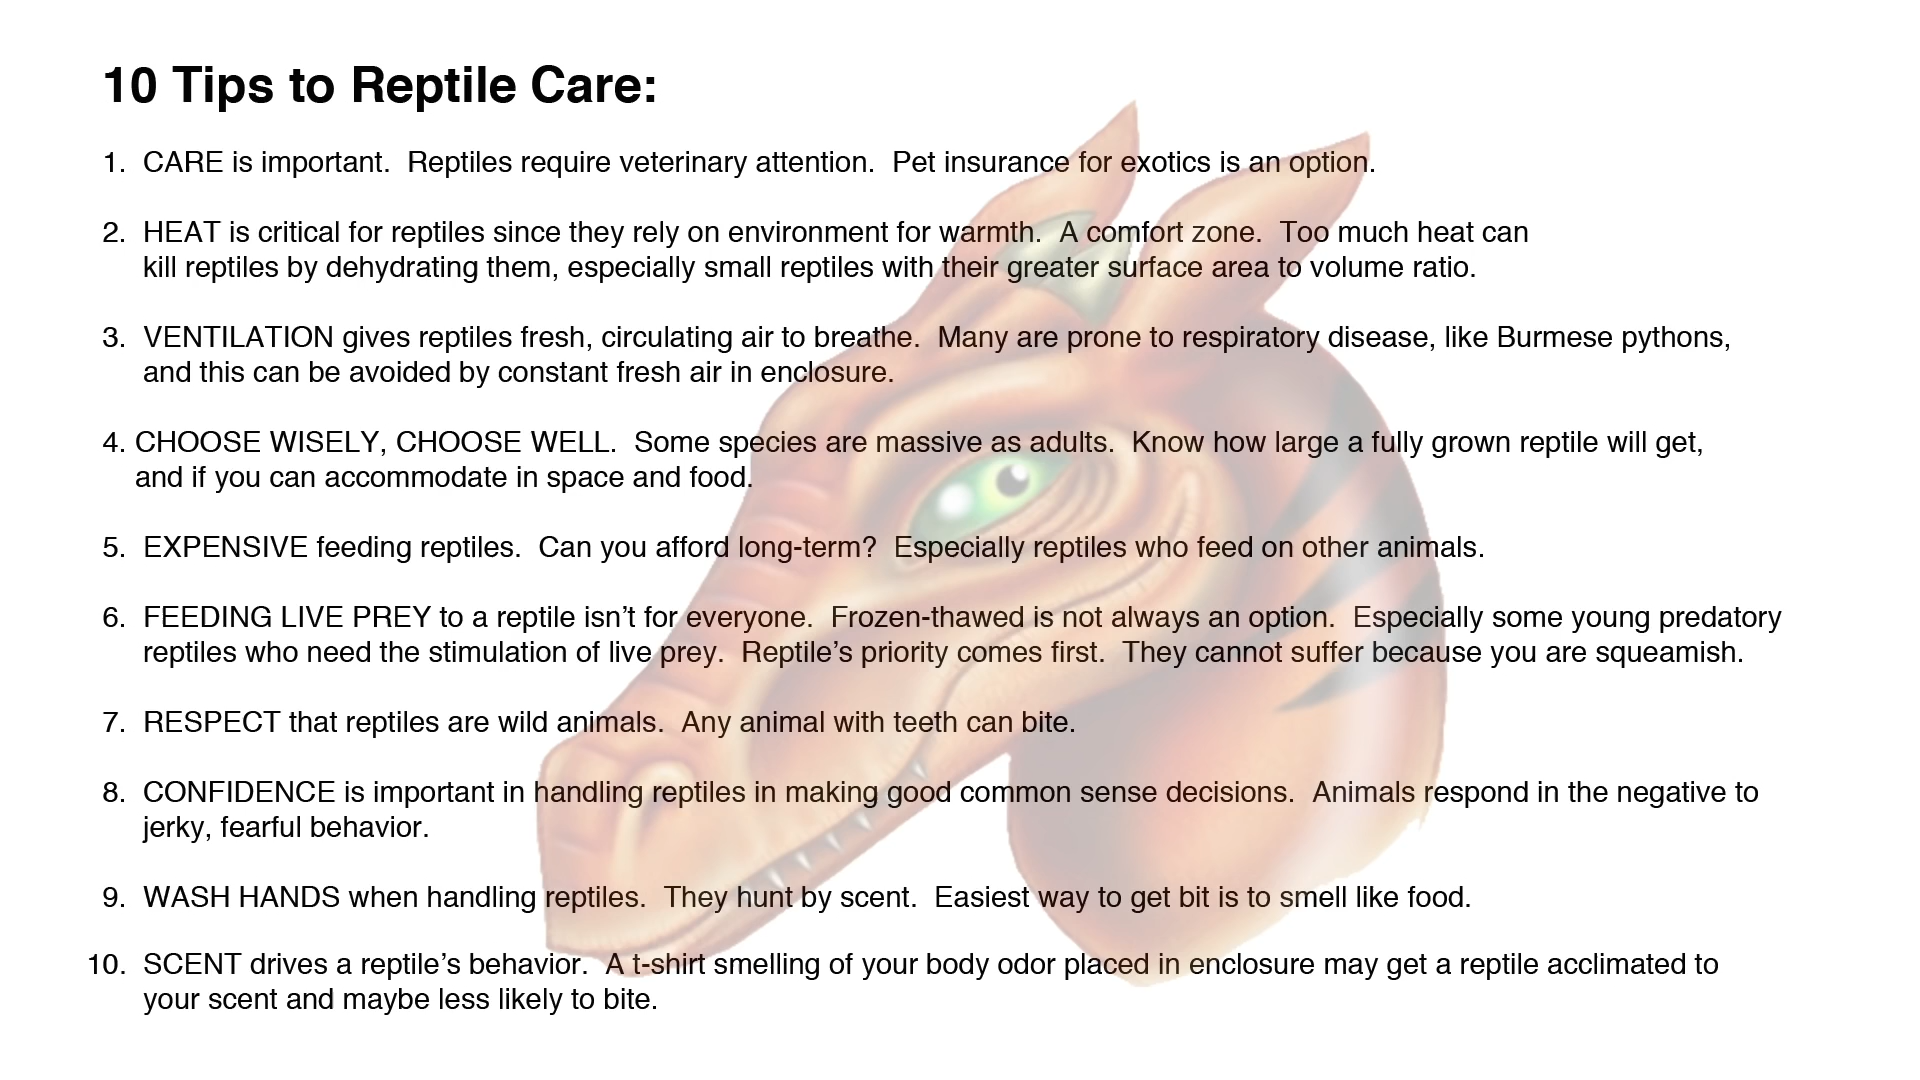 10 Tips to Reptile Care:
1. CARE is important. Reptiles require veterinary attention. Pet insurance for exotics is an option.
2. HEAT is critical for reptiles since they rely on environment for warmth. A comfort zone. Too much heat can
kill reptiles by dehydrating them, especially small reptiles with their greater surface area to volume ratio.
3. VENTILATION gives reptiles fresh, circulating air to breathe. Many are prone to respiratory disease, like Burmese pythons,
and this can be avoided by constant fresh air in enclosure.
4. CHOOSE WISELY, CHOOSE WELL. Some species are massive as adults. Know how large a fully grown reptile will get,
and if you can accommodate in space and food.
5. EXPENSIVE feeding reptiles. Can you afford long-term? Especially reptiles who feed on other animals.
6. FEEDING LIVE PREY to a reptile isn’t for everyone. Frozen-thawed is not always an option. Especially some young predatory
reptiles who need the stimulation of live prey. Reptile’s priority comes first. They cannot suffer because you are squeamish.
7. RESPECT that reptiles are wild animals. Any animal with teeth can bite.
8. CONFIDENCE is important in handling reptiles in making good common sense decisions. Animals respond in the negative to
jerky, fearful behavior.
9. WASH HANDS when handling reptiles. They hunt by scent. Easiest way to get bit is to smell like food.
10. SCENT drives a reptile’s behavior. A t-shirt smelling of your body odor placed in enclosure may get a reptile acclimated to
your scent and maybe less likely to bite.